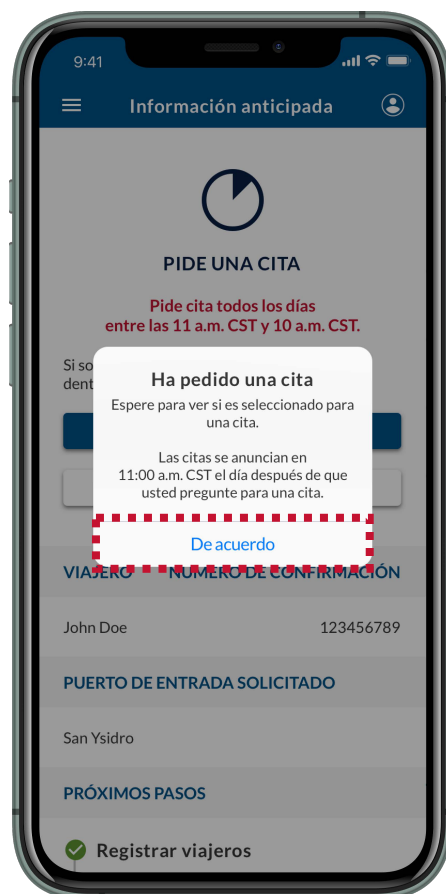 9:41
Información anticipada
PIDE UNA CITA
Pide cita todos los días
entre las 11 a.m. CST y 10 a.m. CST.
Si so
dent
Ha pedido una cita
Espere para ver si es seleccionado para
una cita.
Las citas se anuncian en
11:00 a.m. CST el día después de que
usted pregunte para una cita.
De acuerdo
VIAJERO NUMERO DE CONFIRMACIÓN
John Doe 123456789
PUERTO DE ENTRADA SOLICITADO
San Ysidro
PRÓXIMOS PASOS
Registrar viajeros